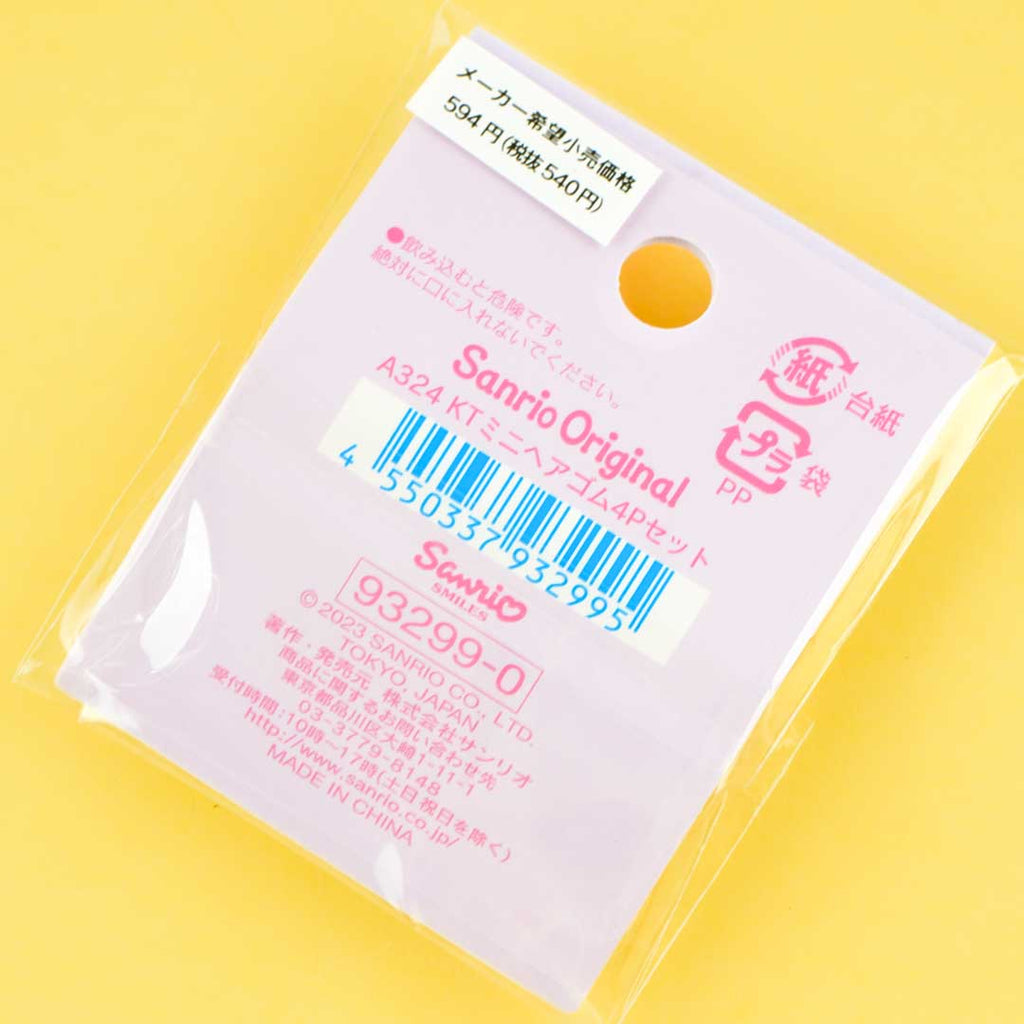 メーカー希望小売価格
594円(税抜540円)
●飲み込むと危険です。
絶対に口に入れないでください。
紙 台紙
プラ 袋
PP
Sanrio Original
A324 KTミニヘアゴム4Pセット
4 550337 932995
Sanrio
SMILES
93299-0
© 2023 SANRIO CO., LTD.
TOKYO, JAPAN
著作・発売元 株式会社サンリオ
商品に関するお問い合わせ先
東京都品川区大崎1-11-1
03-3779-8148
受付時間:10時~17時(土日祝日を除く)
http://www.sanrio.co.jp/
MADE IN CHINA